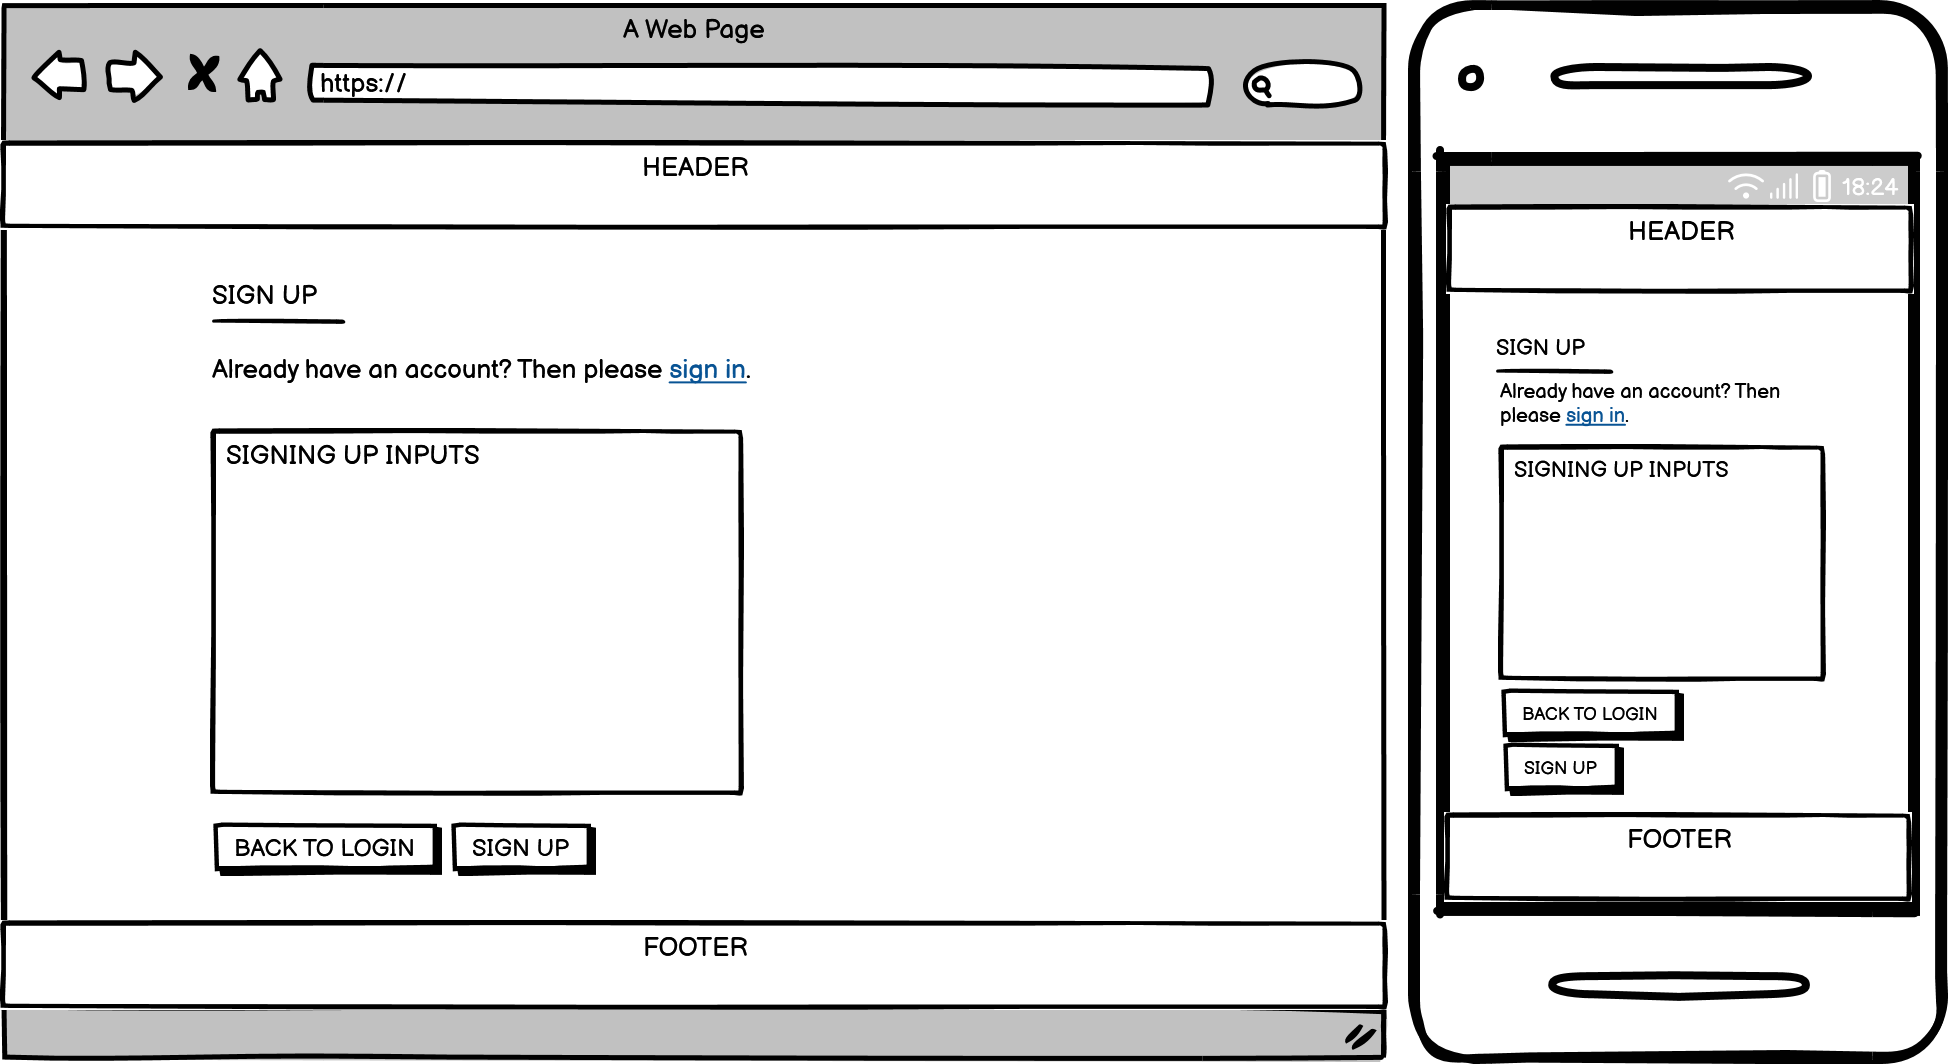 A Web Page
https://
HEADER
SIGN UP
Already have an account? Then please sign in.
SIGNING UP INPUTS
BACK TO LOGIN SIGN UP
FOOTER
18:24
HEADER
SIGN UP
Already have an account? Then
please sign in.
SIGNING UP INPUTS
BACK TO LOGIN
SIGN UP
FOOTER